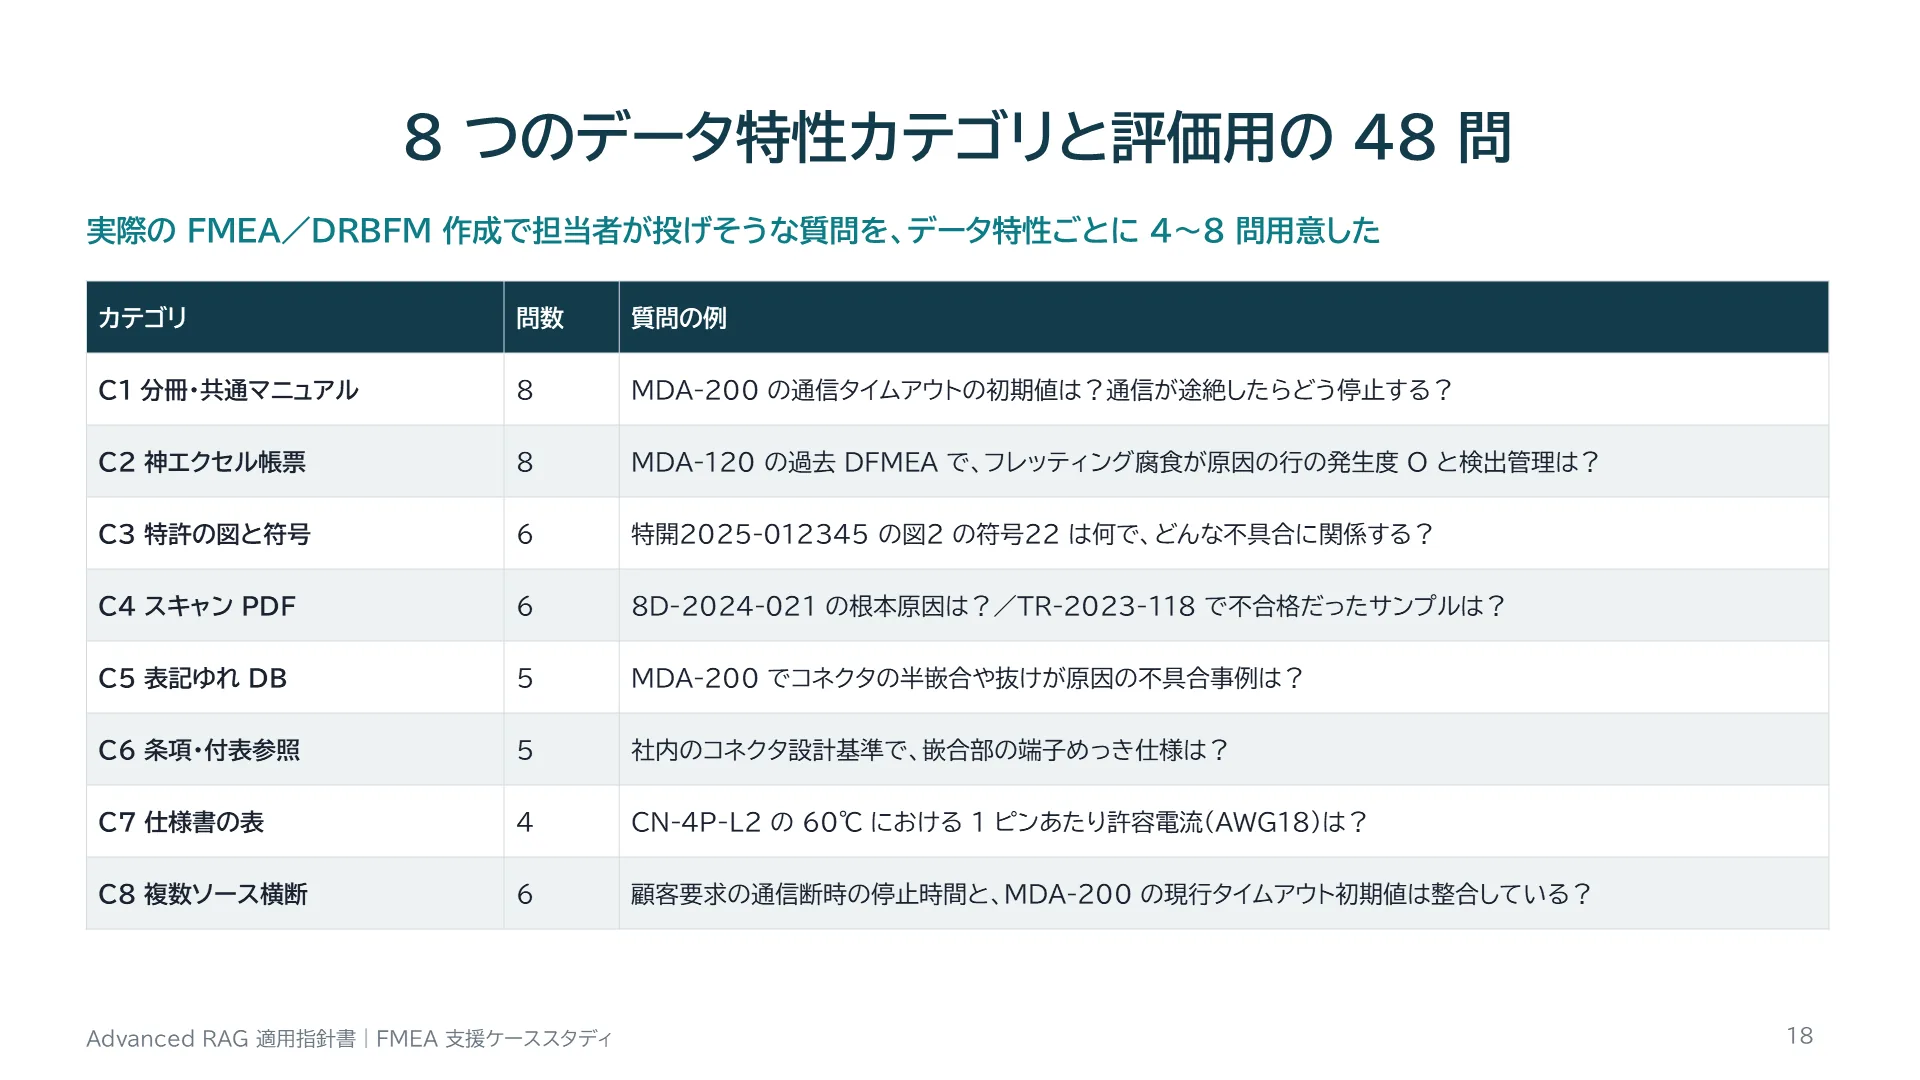 8 つのデータ特性カテゴリと評価用の 48 問
実際の FMEA／DRBFM 作成で担当者が投げそうな質問を、データ特性ごとに 4～8 問用意した
カテゴリ 問数 質問の例
C1 分冊・共通マニュアル 8 MDA-200 の通信タイムアウトの初期値は？通信が途絶したらどう停止する？
C2 神エクセル帳票 8 MDA-120 の過去 DFMEA で、フレッティング腐食が原因の行の発生度 O と検出管理は？
C3 特許の図と符号 6 特開2025-012345 の図2 の符号22 は何で、どんな不具合に関係する？
C4 スキャン PDF 6 8D-2024-021 の根本原因は？／TR-2023-118 で不合格だったサンプルは？
C5 表記ゆれ DB 5 MDA-200 でコネクタの半嵌合や抜けが原因の不具合事例は？
C6 条項・付表参照 5 社内のコネクタ設計基準で、嵌合部の端子めっき仕様は？
C7 仕様書の表 4 CN-4P-L2 の 60℃ における 1 ピンあたり許容電流（AWG18）は？
C8 複数ソース横断 6 顧客要求の通信断時の停止時間と、MDA-200 の現行タイムアウト初期値は整合している？
Advanced RAG 適用指針書｜FMEA 支援ケーススタディ
18